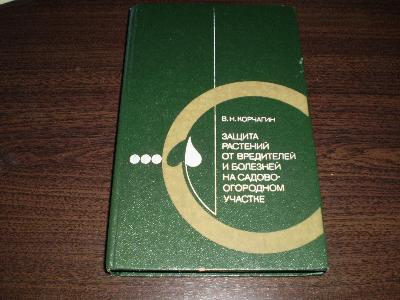 В. Н. КОРЧАГИН
ЗАЩИТА
РАСТЕНИЙ
ОТ ВРЕДИТЕЛЕЙ
И БОЛЕЗНЕЙ
НА САДОВО-
ОГОРОДНОМ
УЧАСТКЕ